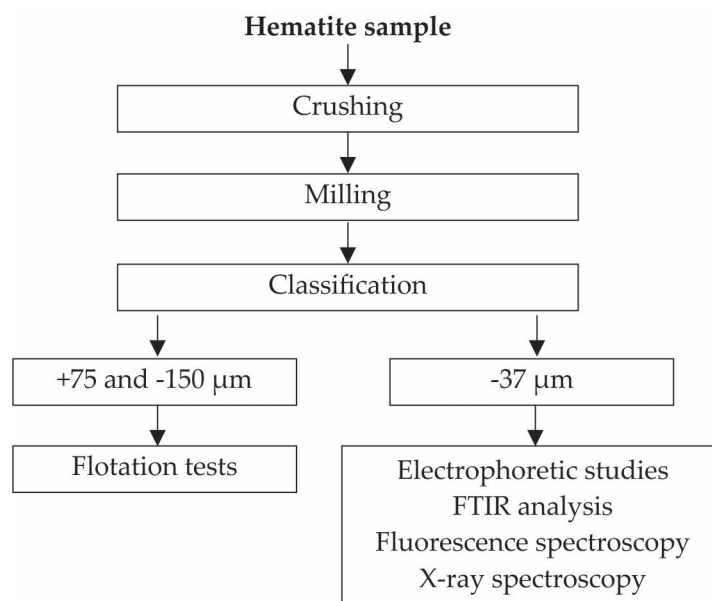 Hematite sample
Crushing
Milling
Classification
+75 and -150 µm
-37 µm
Flotation tests
Electrophoretic studies
FTIR analysis
Fluorescence spectroscopy
X-ray spectroscopy